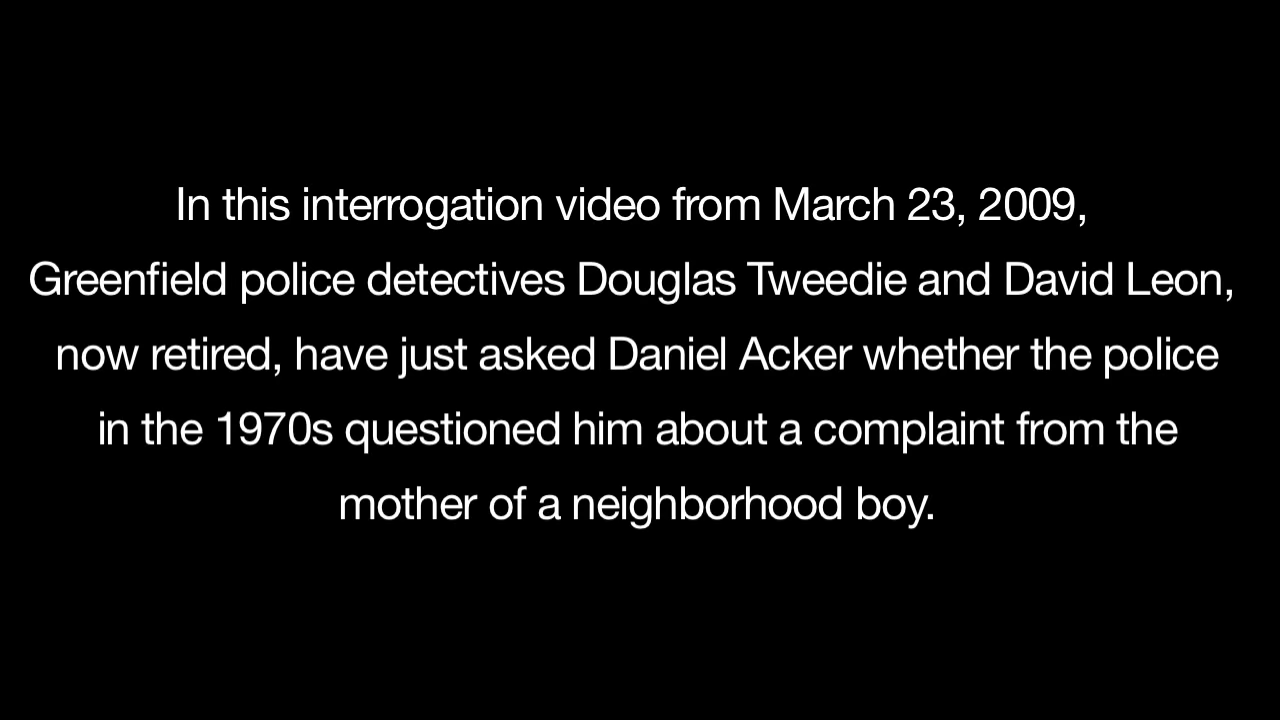 In this interrogation video from March 23, 2009,
Greenfield police detectives Douglas Tweedie and David Leon,
now retired, have just asked Daniel Acker whether the police
in the 1970s questioned him about a complaint from the
mother of a neighborhood boy.